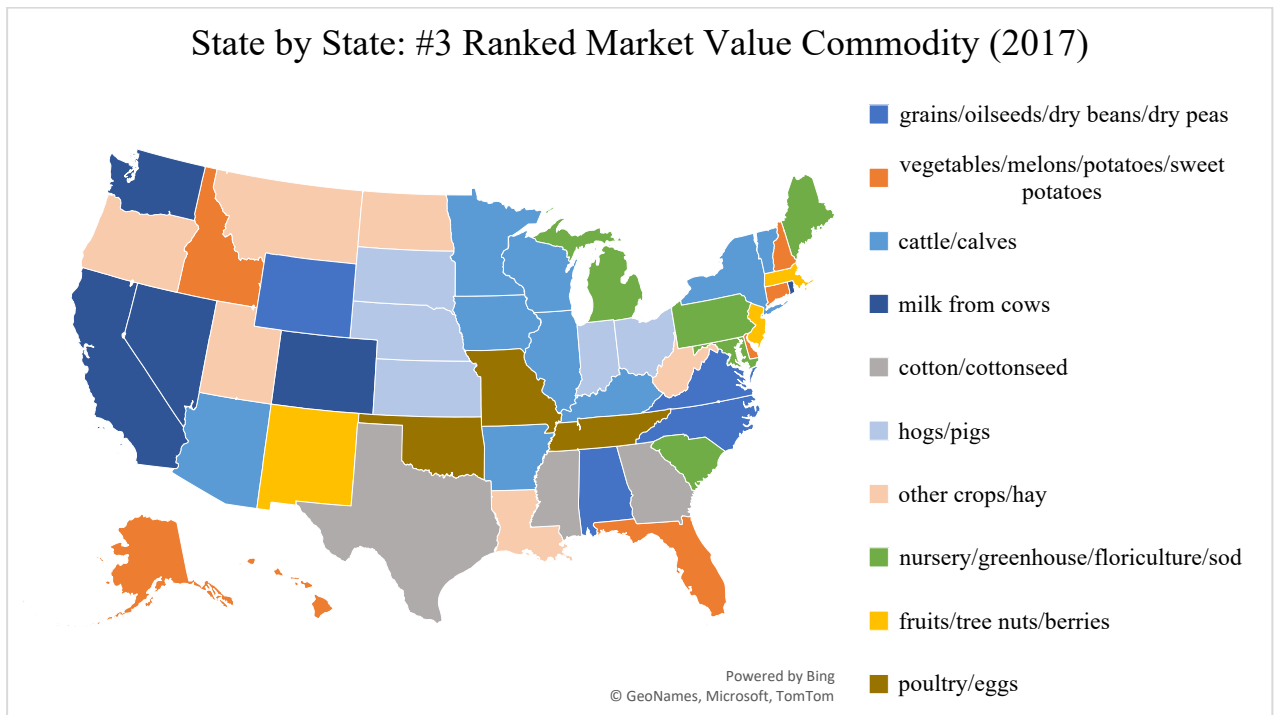 State by State: #3 Ranked Market Value Commodity (2017)
grains/oilseeds/dry beans/dry peas
vegetables/melons/potatoes/sweet
potatoes
cattle/calves
milk from cows
cotton/cottonseed
hogs/pigs
other crops/hay
nursery/greenhouse/floriculture/sod
fruits/tree nuts/berries
poultry/eggs
Powered by Bing
© GeoNames, Microsoft, TomTom